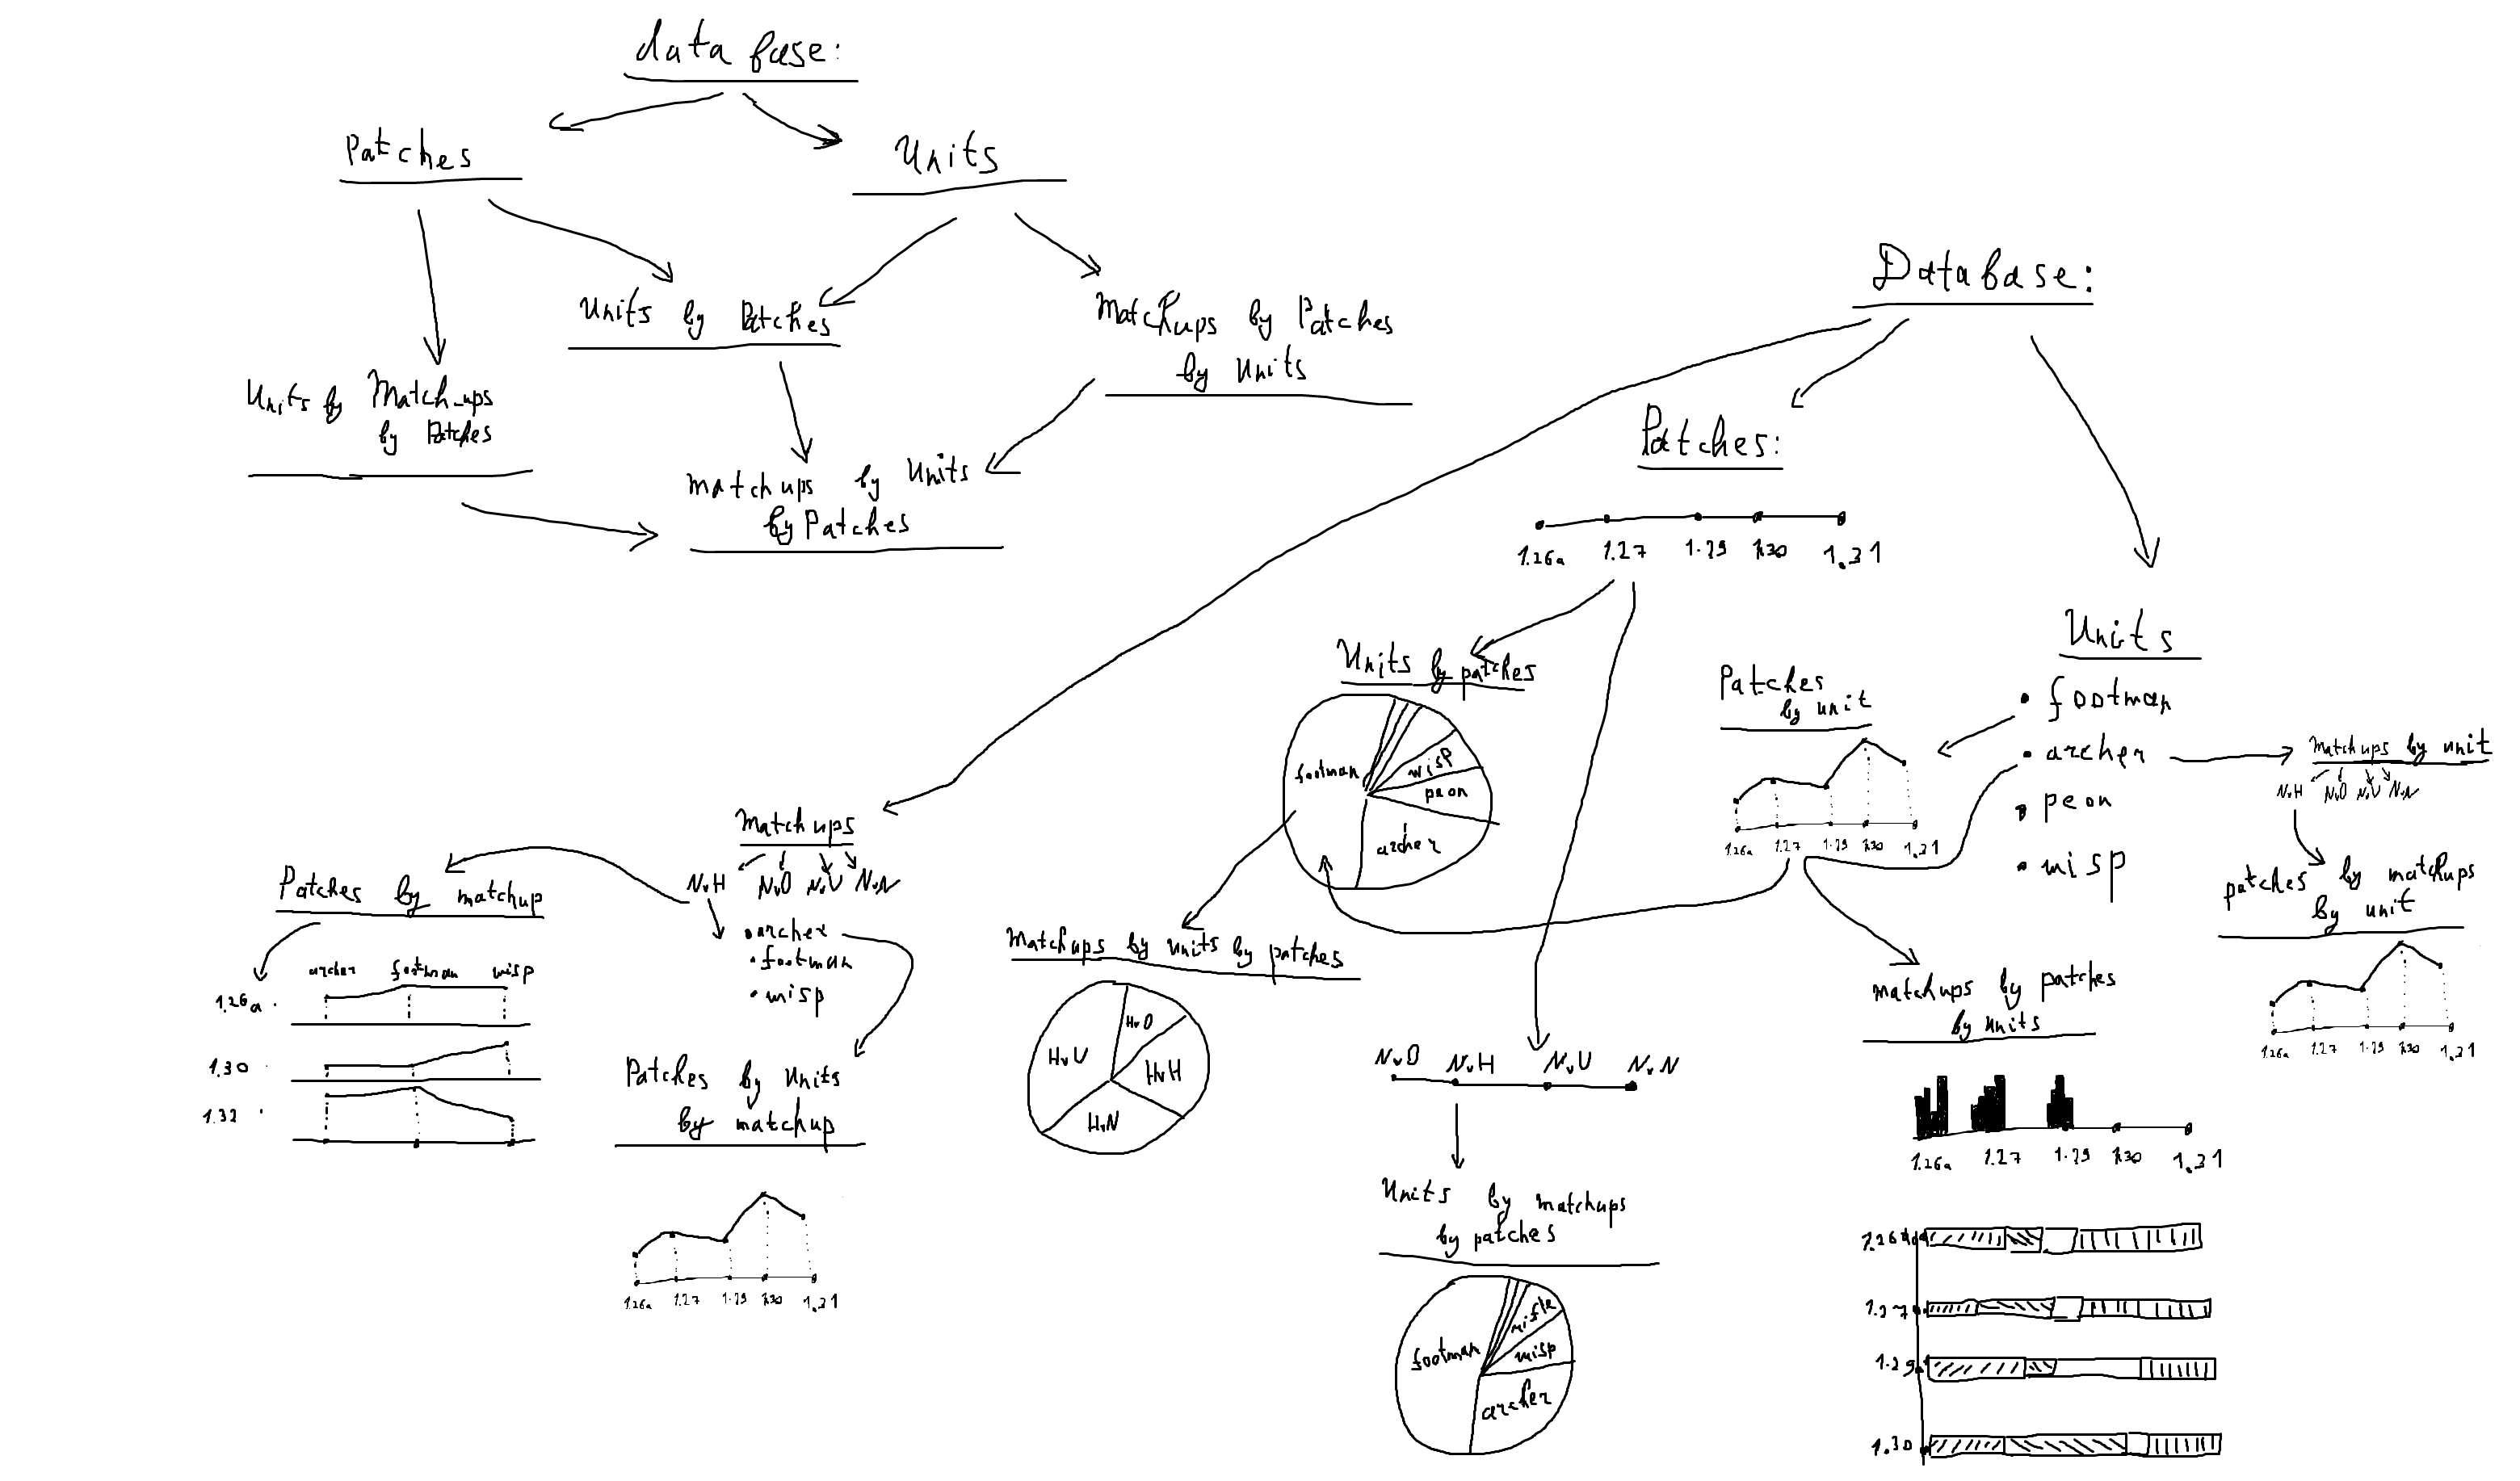 data base:
Patches
Units
Units by Patches
Matchups by Patches
by Units
Units by Match-ups
by Patches
matchups by Units
by Patches
Database:
Patches:
1.26a 1.27 1.29 1.30 1.31
Units
• footman
• archer
• peon
• wisp
Units by patches
footman
wisp
peon
archer
Patches
by unit
1.26a 1.27 1.29 1.30 1.31
matchups by unit
NvH NvO NvU NvN
patches by matchups
by unit
1.26a 1.27 1.29 1.30 1.31
matchups by patches
by units
1.26a 1.27 1.29 1.30 1.31
1.27
1.29
1.30
Matchups
NvH NvO NvU NvN
• archer
• footman
• wisp
Patches by matchup
archer footman wisp
1.26a
1.30
1.32
Patches by Units
by matchup
1.26a 1.27 1.29 1.30 1.31
Matchups by units by patches
HvO
HvU
HvH
HvN
NvO NvH NvU NvN
Units by matchups
by patches
footman
rifle
wisp
archer